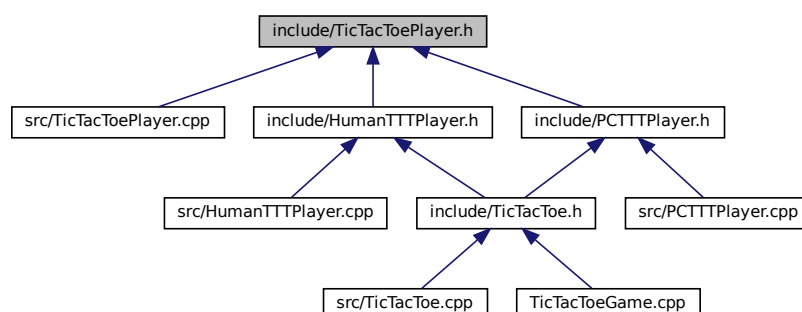 include/TicTacToePlayer.h
src/TicTacToePlayer.cpp
include/HumanTTTPlayer.h
include/PCTTTPlayer.h
src/HumanTTTPlayer.cpp
include/TicTacToe.h
src/PCTTTPlayer.cpp
src/TicTacToe.cpp
TicTacToeGame.cpp